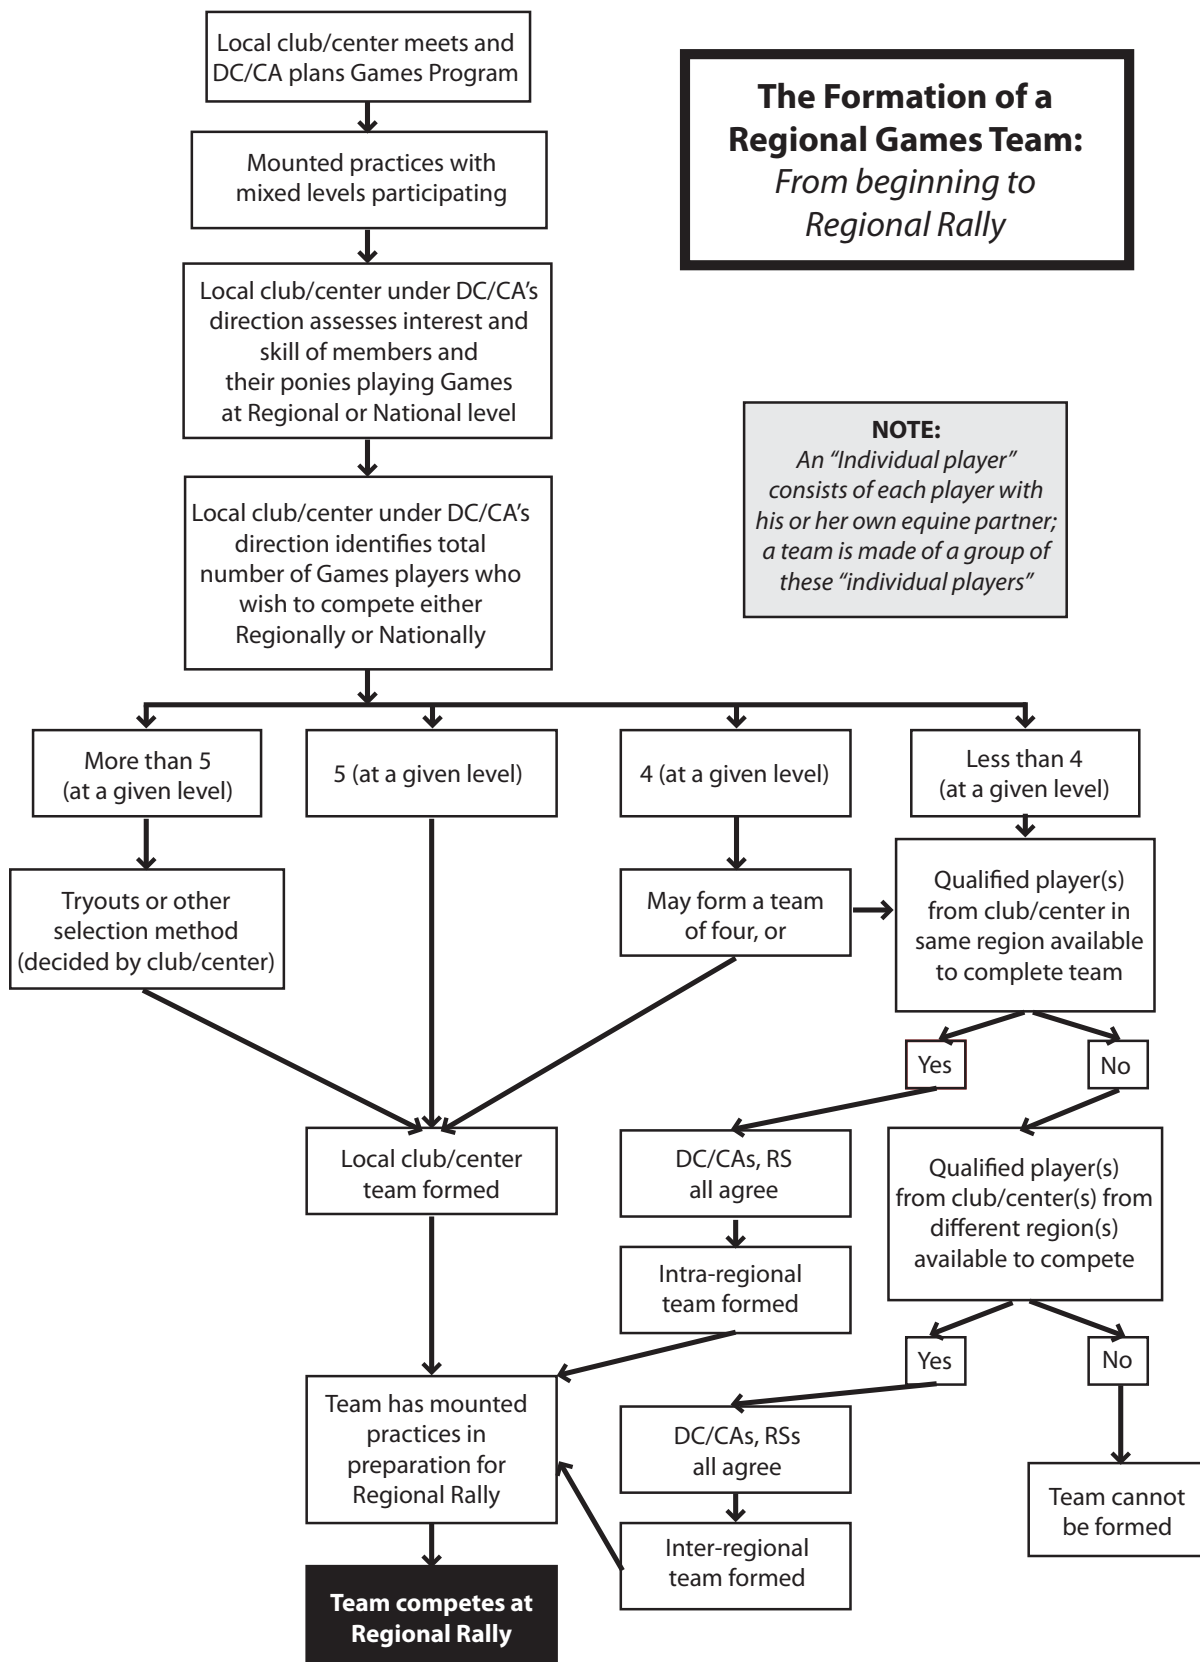 Local club/center meets and
DC/CA plans Games Program
The Formation of a
Regional Games Team:
From beginning to
Regional Rally
Mounted practices with
mixed levels participating
Local club/center under DC/CA’s
direction assesses interest and
skill of members and
their ponies playing Games
at Regional or National level
NOTE:
An “Individual player”
consists of each player with
his or her own equine partner;
a team is made of a group of
these “individual players”
Local club/center under DC/CA’s
direction identifies total
number of Games players who
wish to compete either
Regionally or Nationally
More than 5
(at a given level)
5 (at a given level)
4 (at a given level)
Less than 4
(at a given level)
Tryouts or other
selection method
(decided by club/center)
May form a team
of four, or
Qualified player(s)
from club/center in
same region available
to complete team
Yes
No
Local club/center
team formed
DC/CAs, RS
all agree
Qualified player(s)
from club/center(s) from
different region(s)
available to compete
Intra-regional
team formed
Yes
No
Team has mounted
practices in
preparation for
Regional Rally
DC/CAs, RSs
all agree
Team cannot
be formed
Inter-regional
team formed
Team competes at
Regional Rally